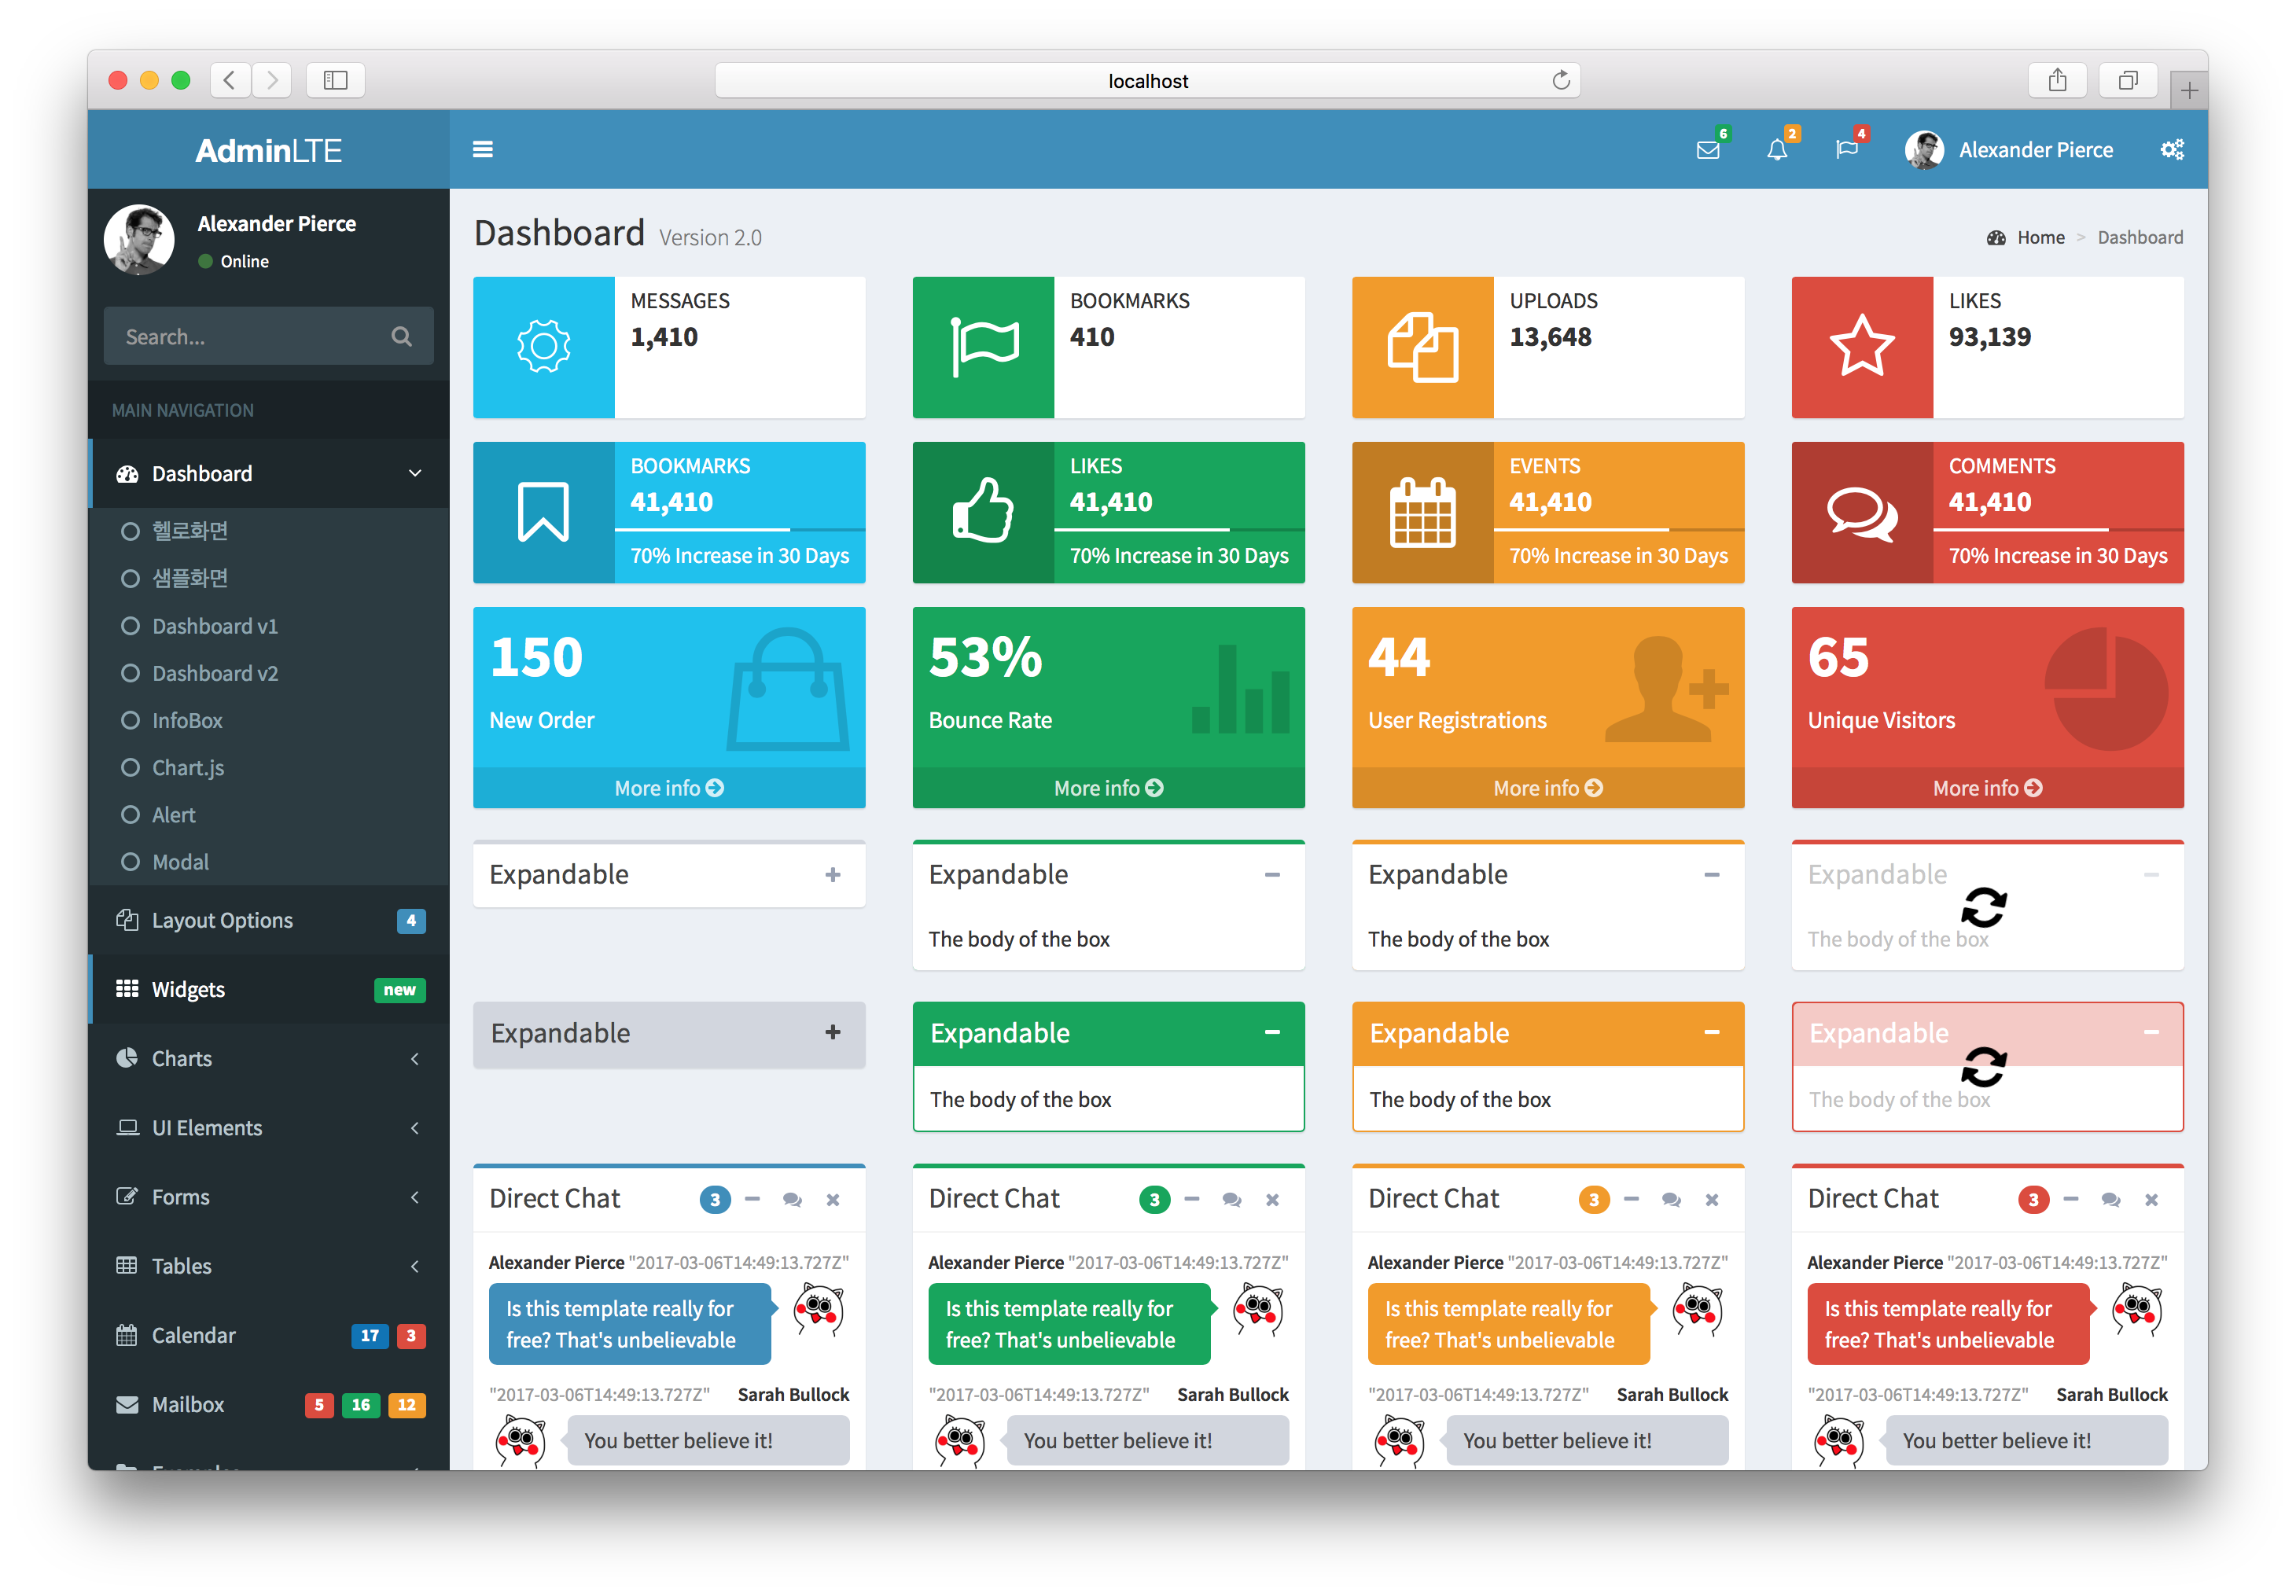 localhost
AdminLTE
6
2
4
Alexander Pierce
Alexander Pierce
Online
Search...
MAIN NAVIGATION
Dashboard
헬로화면
샘플화면
Dashboard v1
Dashboard v2
InfoBox
Chart.js
Alert
Modal
Layout Options 4
Widgets new
Charts
UI Elements
Forms
Tables
Calendar 17 3
Mailbox 5 16 12
Dashboard Version 2.0
Home > Dashboard
MESSAGES
1,410
BOOKMARKS
410
UPLOADS
13,648
LIKES
93,139
BOOKMARKS
41,410
70% Increase in 30 Days
LIKES
41,410
70% Increase in 30 Days
EVENTS
41,410
70% Increase in 30 Days
COMMENTS
41,410
70% Increase in 30 Days
150
New Order
More info
53%
Bounce Rate
More info
44
User Registrations
More info
65
Unique Visitors
More info
Expandable
Expandable
The body of the box
Expandable
The body of the box
Expandable
The body of the box
Expandable
Expandable
The body of the box
Expandable
The body of the box
Expandable
The body of the box
Direct Chat 3
Alexander Pierce "2017-03-06T14:49:13.727Z"
Is this template really for
free? That's unbelievable
"2017-03-06T14:49:13.727Z" Sarah Bullock
You better believe it!
Direct Chat 3
Alexander Pierce "2017-03-06T14:49:13.727Z"
Is this template really for
free? That's unbelievable
"2017-03-06T14:49:13.727Z" Sarah Bullock
You better believe it!
Direct Chat 3
Alexander Pierce "2017-03-06T14:49:13.727Z"
Is this template really for
free? That's unbelievable
"2017-03-06T14:49:13.727Z" Sarah Bullock
You better believe it!
Direct Chat 3
Alexander Pierce "2017-03-06T14:49:13.727Z"
Is this template really for
free? That's unbelievable
"2017-03-06T14:49:13.727Z" Sarah Bullock
You better believe it!